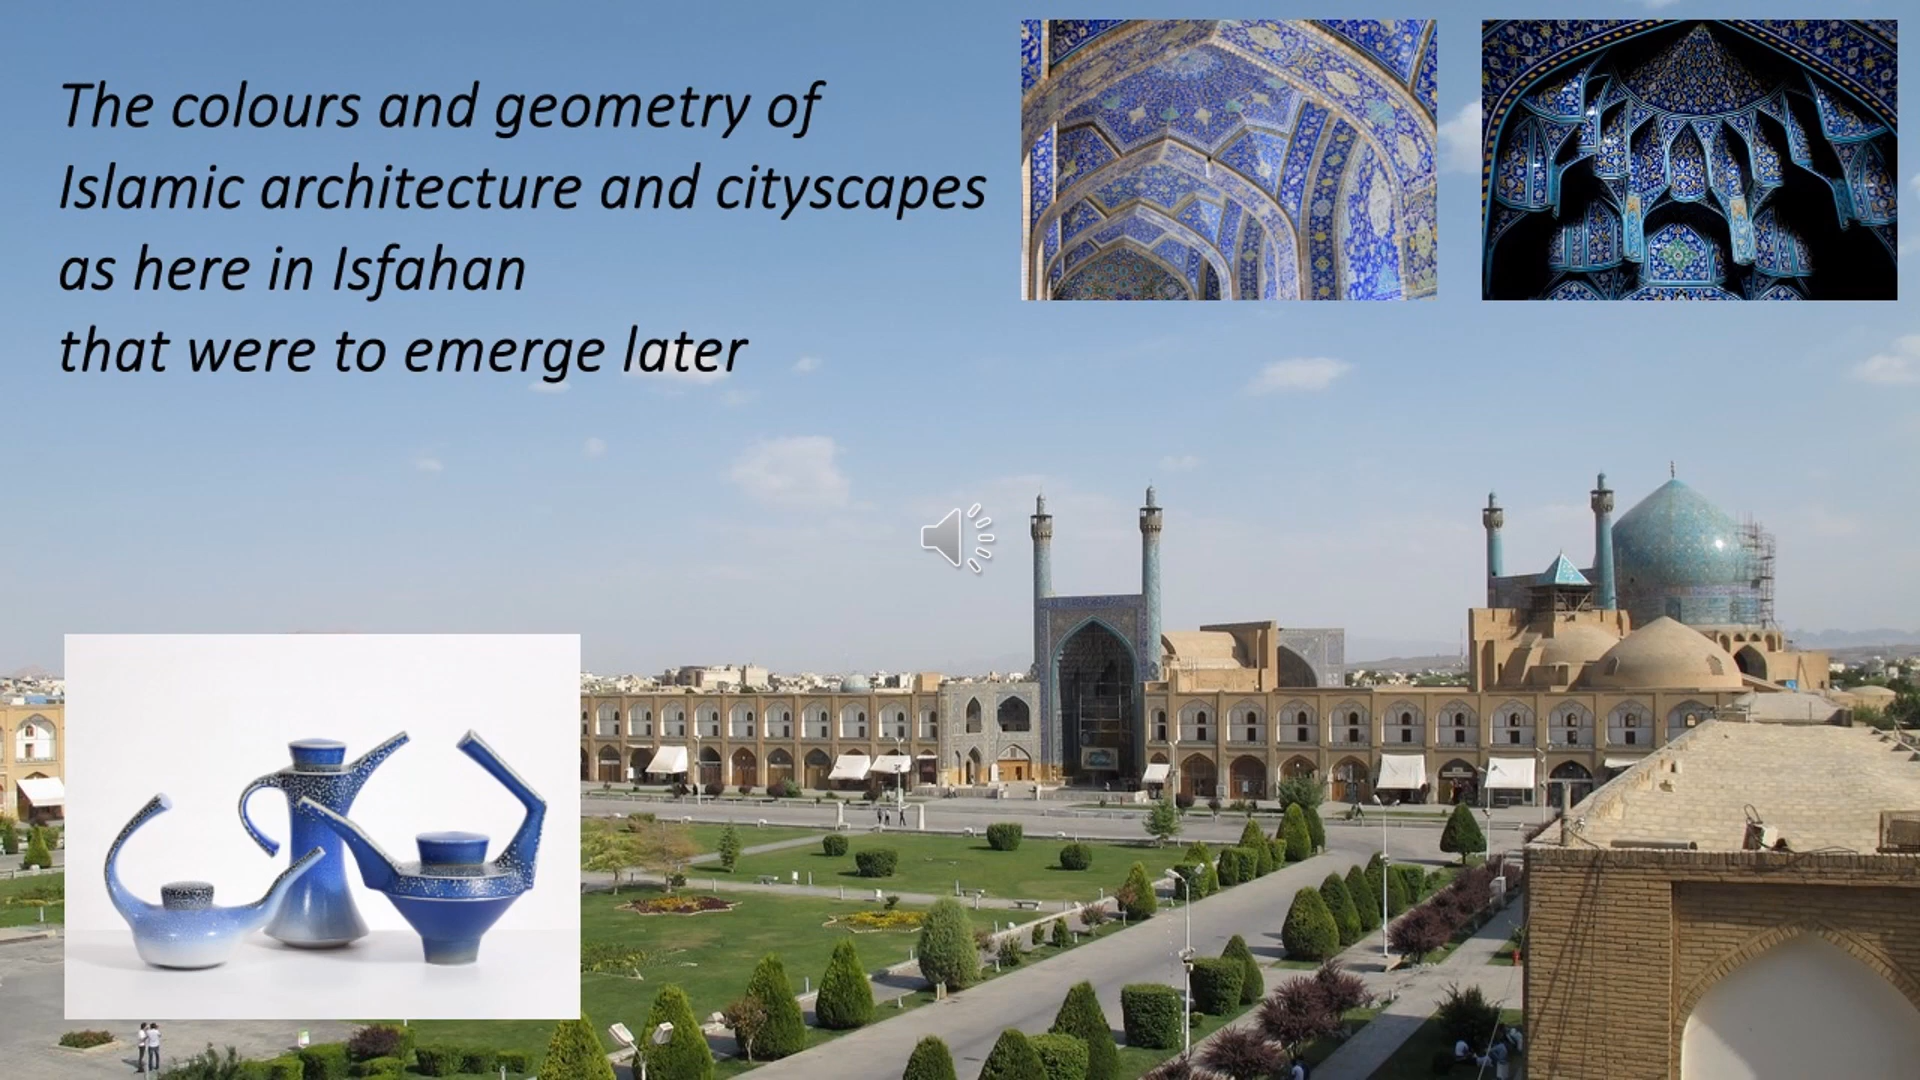 The colours and geometry of
Islamic architecture and cityscapes
as here in Isfahan
that were to emerge later